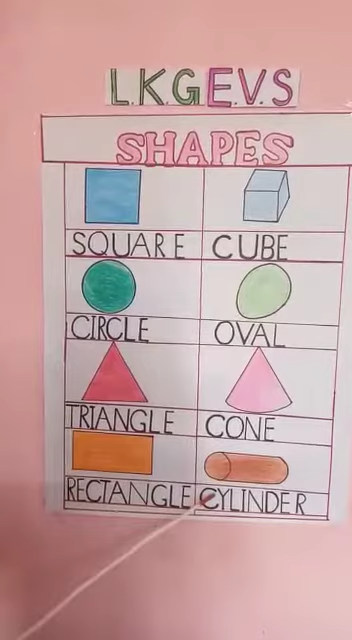 L.K.G E.V.S
SHAPES
SQUARE CUBE
CIRCLE OVAL
TRIANGLE CONE
RECTANGLE CYLINDER